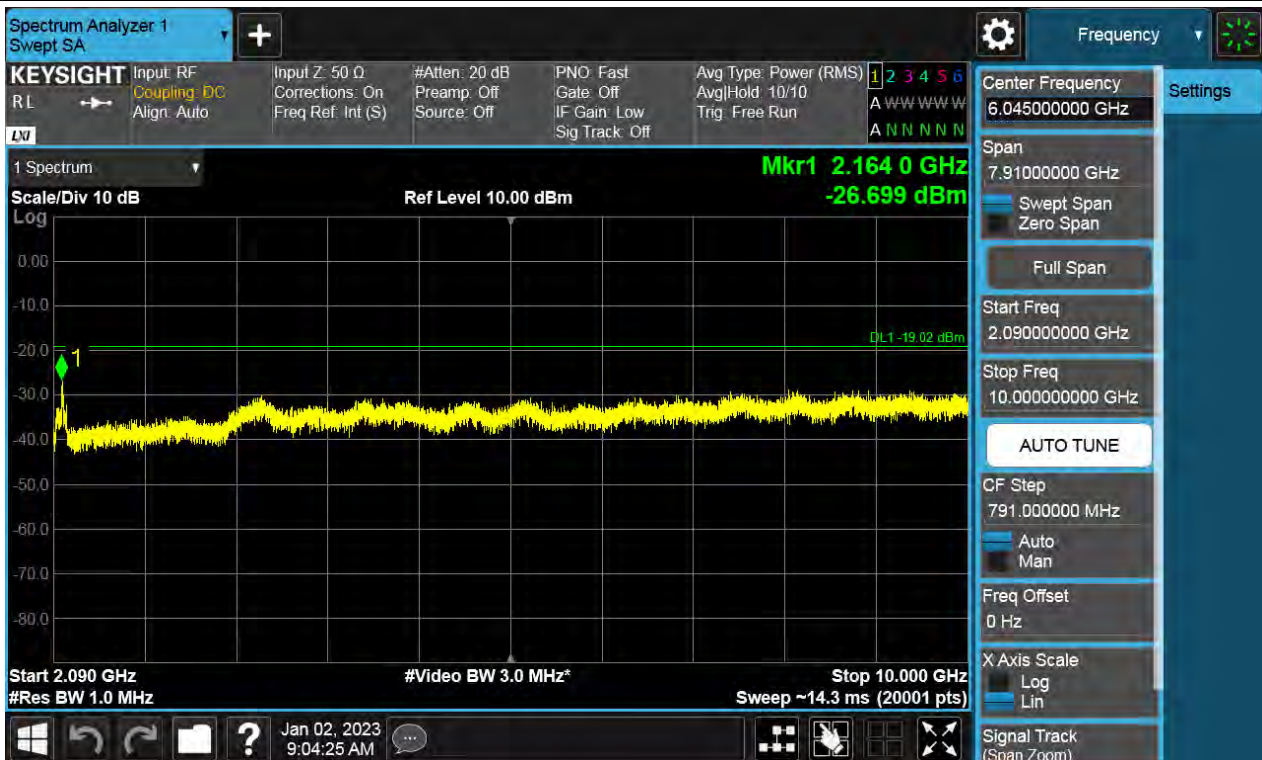 Spectrum Analyzer 1
Swept SA
+
Frequency
KEYSIGHT
R L
LXI
Input: RF
Coupling: DC
Align: Auto
Input Z: 50 Ω
Corrections: On
Freq Ref: Int (S)
#Atten: 20 dB
Preamp: Off
Source: Off
PNO: Fast
Gate: Off
IF Gain: Low
Sig Track: Off
Avg Type: Power (RMS)
Avg|Hold: 10/10
Trig: Free Run
1 2 3 4 5 6
A W W W W W
A N N N N N
1 Spectrum
Scale/Div 10 dB
Log
Ref Level 10.00 dBm
Mkr1 2.164 0 GHz
-26.699 dBm
0.00
-10.0
-20.0
-30.0
-40.0
-50.0
-60.0
-70.0
-80.0
1
DL1 -19.02 dBm
Start 2.090 GHz
#Res BW 1.0 MHz
#Video BW 3.0 MHz*
Stop 10.000 GHz
Sweep ~14.3 ms (20001 pts)
?
Jan 02, 2023
9:04:25 AM
Center Frequency
6.045000000 GHz
Span
7.91000000 GHz
Swept Span
Zero Span
Full Span
Start Freq
2.090000000 GHz
Stop Freq
10.000000000 GHz
AUTO TUNE
CF Step
791.000000 MHz
Auto
Man
Freq Offset
0 Hz
X Axis Scale
Log
Lin
Signal Track
(Span Zoom)
Settings